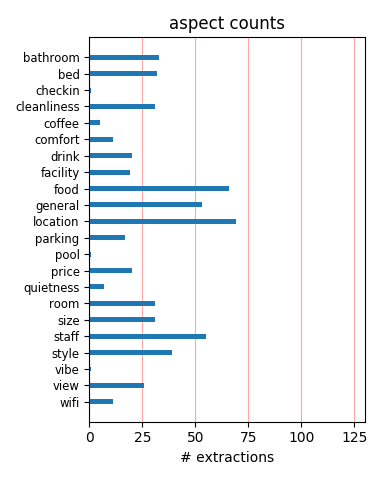 aspect counts
bathroom
bed
checkin
cleanliness
coffee
comfort
drink
facility
food
general
location
parking
pool
price
quietness
room
size
staff
style
vibe
view
wifi
0 25 50 75 100 125
# extractions